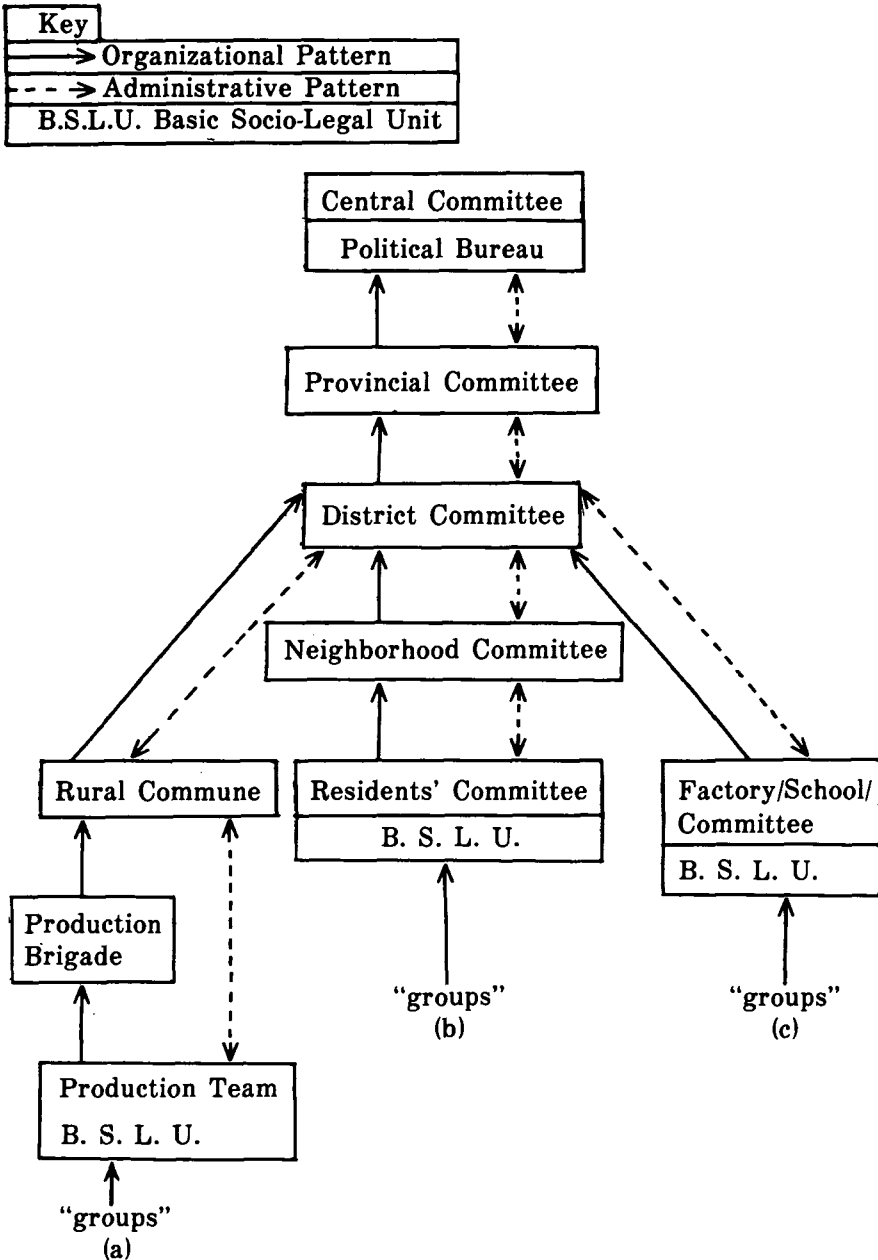 Key
Organizational Pattern
Administrative Pattern
B.S.L.U. Basic Socio-Legal Unit
Central Committee
Political Bureau
Provincial Committee
District Committee
Neighborhood Committee
Rural Commune
Residents’ Committee
B. S. L. U.
Factory/School/
Committee
B. S. L. U.
Production
Brigade
“groups”
(b)
“groups”
(c)
Production Team
B. S. L. U.
“groups”
(a)